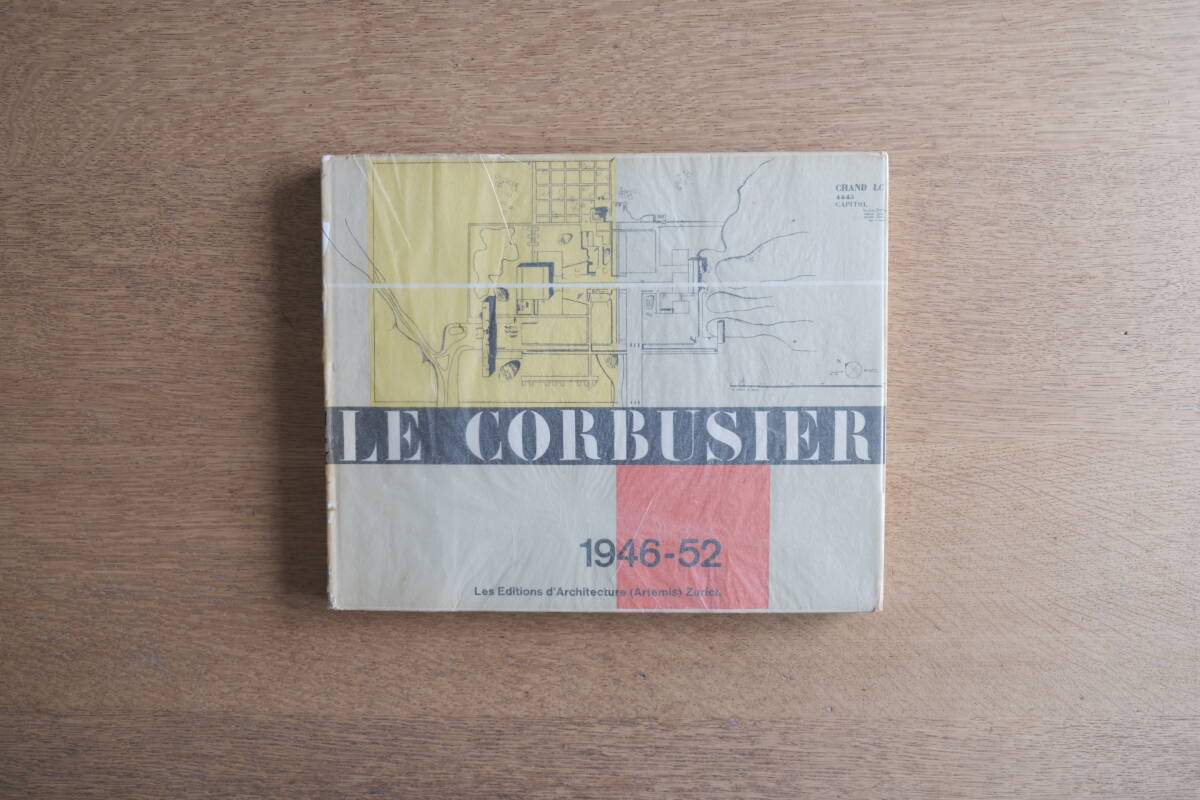 CHAND
CAPITOL
LE CORBUSIER
1946-52
Les Editions d'Architecture (Artemis) Zurich